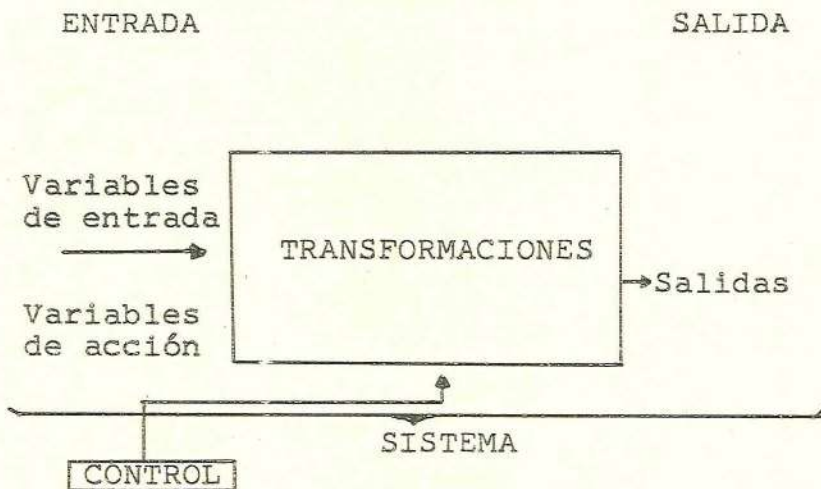 ENTRADA
SALIDA
Variables
de entrada
TRANSFORMACIONES
Salidas
Variables
de acción
SISTEMA
CONTROL